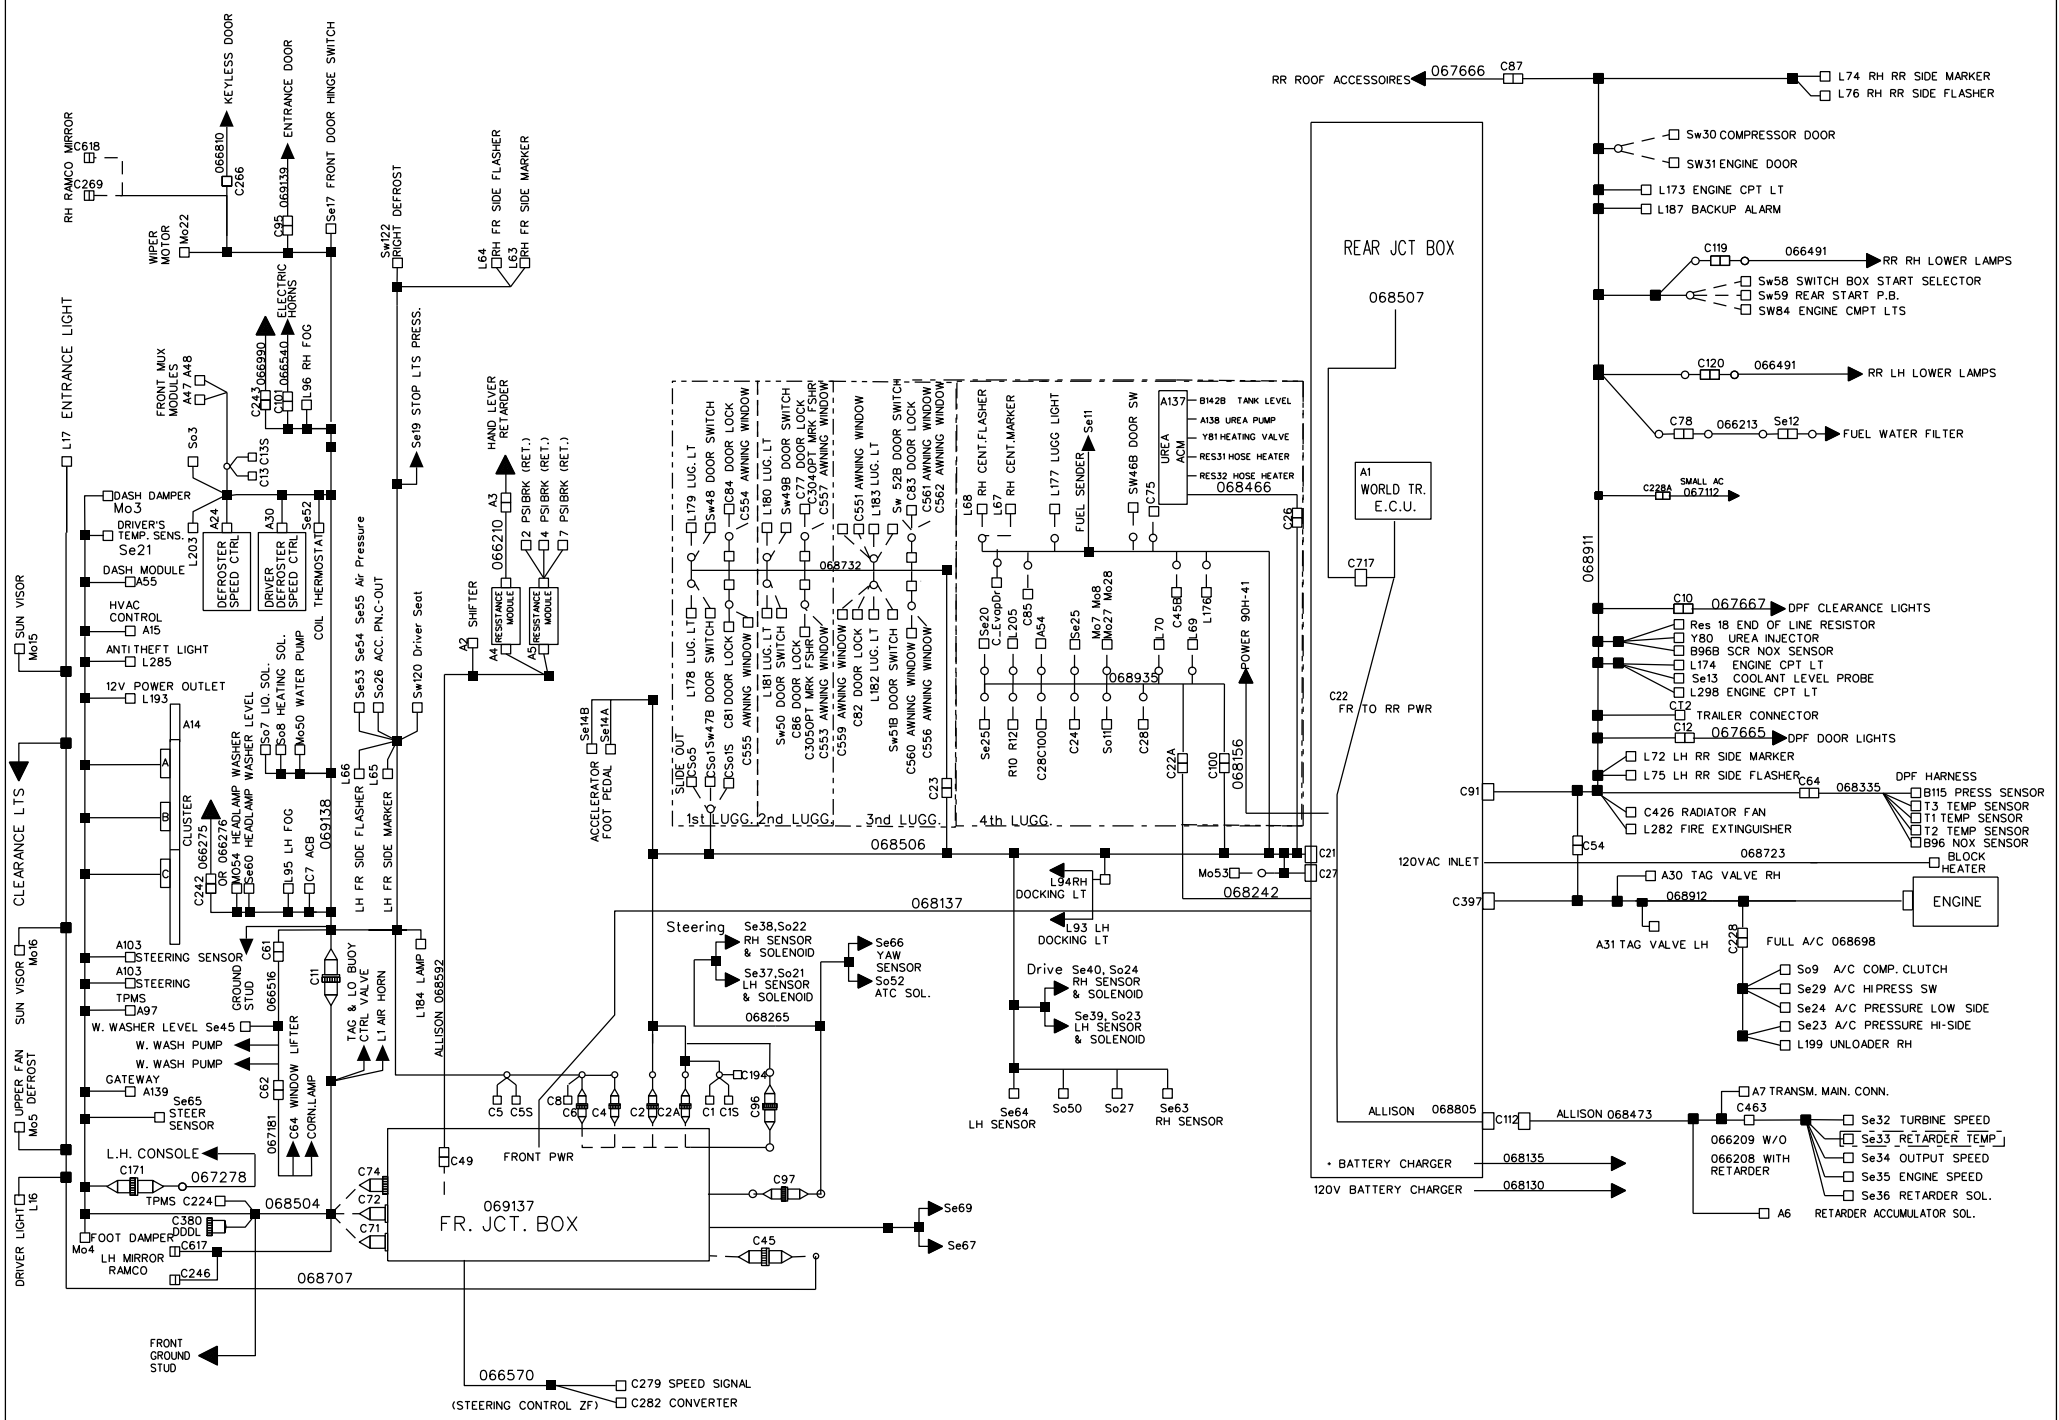 RH RAMCO MIRROR
C618
C269
066810
C266
KEYLESS DOOR
069139
C95
ENTRANCE DOOR
Se17 FRONT DOOR HINGE SWITCH
WIPER
MOTOR
Mo22
Sw122
RIGHT DEFROST
L64
RH FR SIDE FLASHER
L63
RH FR SIDE MARKER
L17 ENTRANCE LIGHT
FRONT MUX
MODULES
A47 A48
C243
066990
C101
066540
ELECTRIC
HORNS
L96 RH FOG
So3
C13
C13S
Se19 STOP LTS PRESS.
DASH DAMPER
Mo3
DRIVER'S
TEMP. SENS.
Se21
L203
A24
A30
Se52
DEFROSTER
SPEED CTRL
DRIVER
DEFROSTER
SPEED CTRL
COIL THERMOSTAT
DASH MODULE
A55
HVAC
CONTROL
A15
ANTITHEFT LIGHT
L285
12V POWER OUTLET
L193
A14
A
B
C
CLUSTER
SUN VISOR
Mo15
CLEARANCE LTS
SUN VISOR
Mo16
So7 LIQ. SOL.
So8 HEATING SOL.
Mo50 WATER PUMP
C242
066275
OR 066276
MO54 HEADLAMP WASHER
Se60 HEADLAMP WASHER LEVEL
L95 LH FOG
C7 ACB
069138
Se53 Se54 Se55 Air Pressure
So26 ACC. PN.C-OUT
Sw120 Driver Seat
L66
LH FR SIDE FLASHER
L65
LH FR SIDE MARKER
A103
STEERING SENSOR
A103
STEERING
TPMS
A97
GROUND
STUD
C61
066516
C11
L184 LAMP
TAG & LO BUOY
CTRL VALVE
L1 AIR HORN
W. WASHER LEVEL Se45
W. WASH PUMP
W. WASH PUMP
C62
067181
C64 WINDOW LIFTER
CORN.LAMP
GATEWAY
A139
Se65
STEER
SENSOR
UPPER FAN
DEFROST
Mo5
L.H. CONSOLE
C171
067278
TPMS C224
068504
C380
DDDL
FOOT DAMPER
Mo4
C617
LH MIRROR
RAMCO
C246
DRIVER LIGHT
L16
068707
FRONT
GROUND
STUD
C74
C72
C71
C49
FRONT PWR
069137
FR. JCT. BOX
066570
(STEERING CONTROL ZF)
C279 SPEED SIGNAL
C282 CONVERTER
C5
C5S
C8
C6
C4
C2
C2A
C1
C1S
C194
C96
C97
C45
Se69
Se67
ALLISON 068592
A2 SHIFTER
HAND LEVER
RETARDER
A3
066210
2 PSIBRK (RET.)
4 PSIBRK (RET.)
7 PSIBRK (RET.)
RESISTANCE
MODULE
RESISTANCE
MODULE
A4
A5
ACCELERATOR
FOOT PEDAL
Se14B
Se14A
L179 LUG. LT
Sw48 DOOR SWITCH
C84 DOOR LOCK
C554 AWNING WINDOW
L180 LUG. LT
Sw49B DOOR SWITCH
C77 DOOR LOCK
C304OPT MRK FSHR
C557 AWNING WINDOW
C551 AWNING WINDOW
L183 LUG. LT
Sw 52B DOOR SWITCH
C83 DOOR LOCK
C561 AWNING WINDOW
C562 AWNING WINDOW
068732
L178 LUG. LT
Sw47B DOOR SWITCH
C81 DOOR LOCK
C555 AWNING WINDOW
SLIDE OUT
CSo5
CSo1
CSo1S
L181 LUG. LT
Sw50 DOOR SWITCH
C86 DOOR LOCK
C305OPT MRK FSHR
C553 AWNING WINDOW
C559 AWNING WINDOW
C82 DOOR LOCK
L182 LUG. LT
Sw51B DOOR SWITCH
C560 AWNING WINDOW
C556 AWNING WINDOW
C23
1st LUGG.
2nd LUGG.
3nd LUGG.
4th LUGG.
L68
RH CENT.FLASHER
L67
RH CENT.MARKER
L177 LUGG LIGHT
FUEL SENDER
Se11
SW46B DOOR SW
C75
A137
UREA
ACM
B142B TANK LEVEL
A138 UREA PUMP
Y81 HEATING VALVE
RES31 HOSE HEATER
RES32 HOSE HEATER
068466
C26
Se20
C_EvapDr
L205
C85
A54
Se25
Mo7 Mo8
Mo27 Mo28
L70
C45B
L69
L176
068935
Se25
R10 R12
C28C100
C24
So11
C28
C22A
C100
068156
POWER 90H-41
068506
Mo53
C21
C27
068242
068137
L94RH
DOCKING LT
L93 LH
DOCKING LT
Steering
Se38,So22
RH SENSOR
& SOLENOID
Se37,So21
LH SENSOR
& SOLENOID
068265
Se66
YAW
SENSOR
So52
ATC SOL.
Drive
Se40, So24
RH SENSOR
& SOLENOID
Se39, So23
LH SENSOR
& SOLENOID
Se64
LH SENSOR
So50
So27
Se63
RH SENSOR
REAR JCT BOX
068507
A1
WORLD TR.
E.C.U.
C717
C22
FR TO RR PWR
C91
120VAC INLET
C397
ALLISON 068805
C112
+ BATTERY CHARGER
068135
120V BATTERY CHARGER
068130
RR ROOF ACCESSOIRES
067666
C87
L74 RH RR SIDE MARKER
L76 RH RR SIDE FLASHER
Sw30 COMPRESSOR DOOR
SW31 ENGINE DOOR
L173 ENGINE CPT LT
L187 BACKUP ALARM
C119
066491
RR RH LOWER LAMPS
Sw58 SWITCH BOX START SELECTOR
Sw59 REAR START P.B.
SW84 ENGINE CMPT LTS
C120
066491
RR LH LOWER LAMPS
C78
066213
Se12
FUEL WATER FILTER
C228A
SMALL AC
067112
068911
C10
067667
DPF CLEARANCE LIGHTS
Res 18 END OF LINE RESISTOR
Y80 UREA INJECTOR
B96B SCR NOX SENSOR
L174 ENGINE CPT LT
Se13 COOLANT LEVEL PROBE
L298 ENGINE CPT LT
CT2
TRAILER CONNECTOR
C12
067665
DPF DOOR LIGHTS
L72 LH RR SIDE MARKER
L75 LH RR SIDE FLASHER
C64
068335
DPF HARNESS
B115 PRESS SENSOR
T3 TEMP SENSOR
T1 TEMP SENSOR
T2 TEMP SENSOR
B96 NOX SENSOR
C426 RADIATOR FAN
L282 FIRE EXTINGUISHER
C54
068723
BLOCK
HEATER
A30 TAG VALVE RH
068912
ENGINE
A31 TAG VALVE LH
C228
FULL A/C 068698
So9 A/C COMP. CLUTCH
Se29 A/C HIPRESS SW
Se24 A/C PRESSURE LOW SIDE
Se23 A/C PRESSURE HI-SIDE
L199 UNLOADER RH
ALLISON 068473
A7 TRANSM. MAIN. CONN.
C463
066209 W/O
066208 WITH
RETARDER
Se32 TURBINE SPEED
Se33 RETARDER TEMP
Se34 OUTPUT SPEED
Se35 ENGINE SPEED
Se36 RETARDER SOL.
A6
RETARDER ACCUMULATOR SOL.